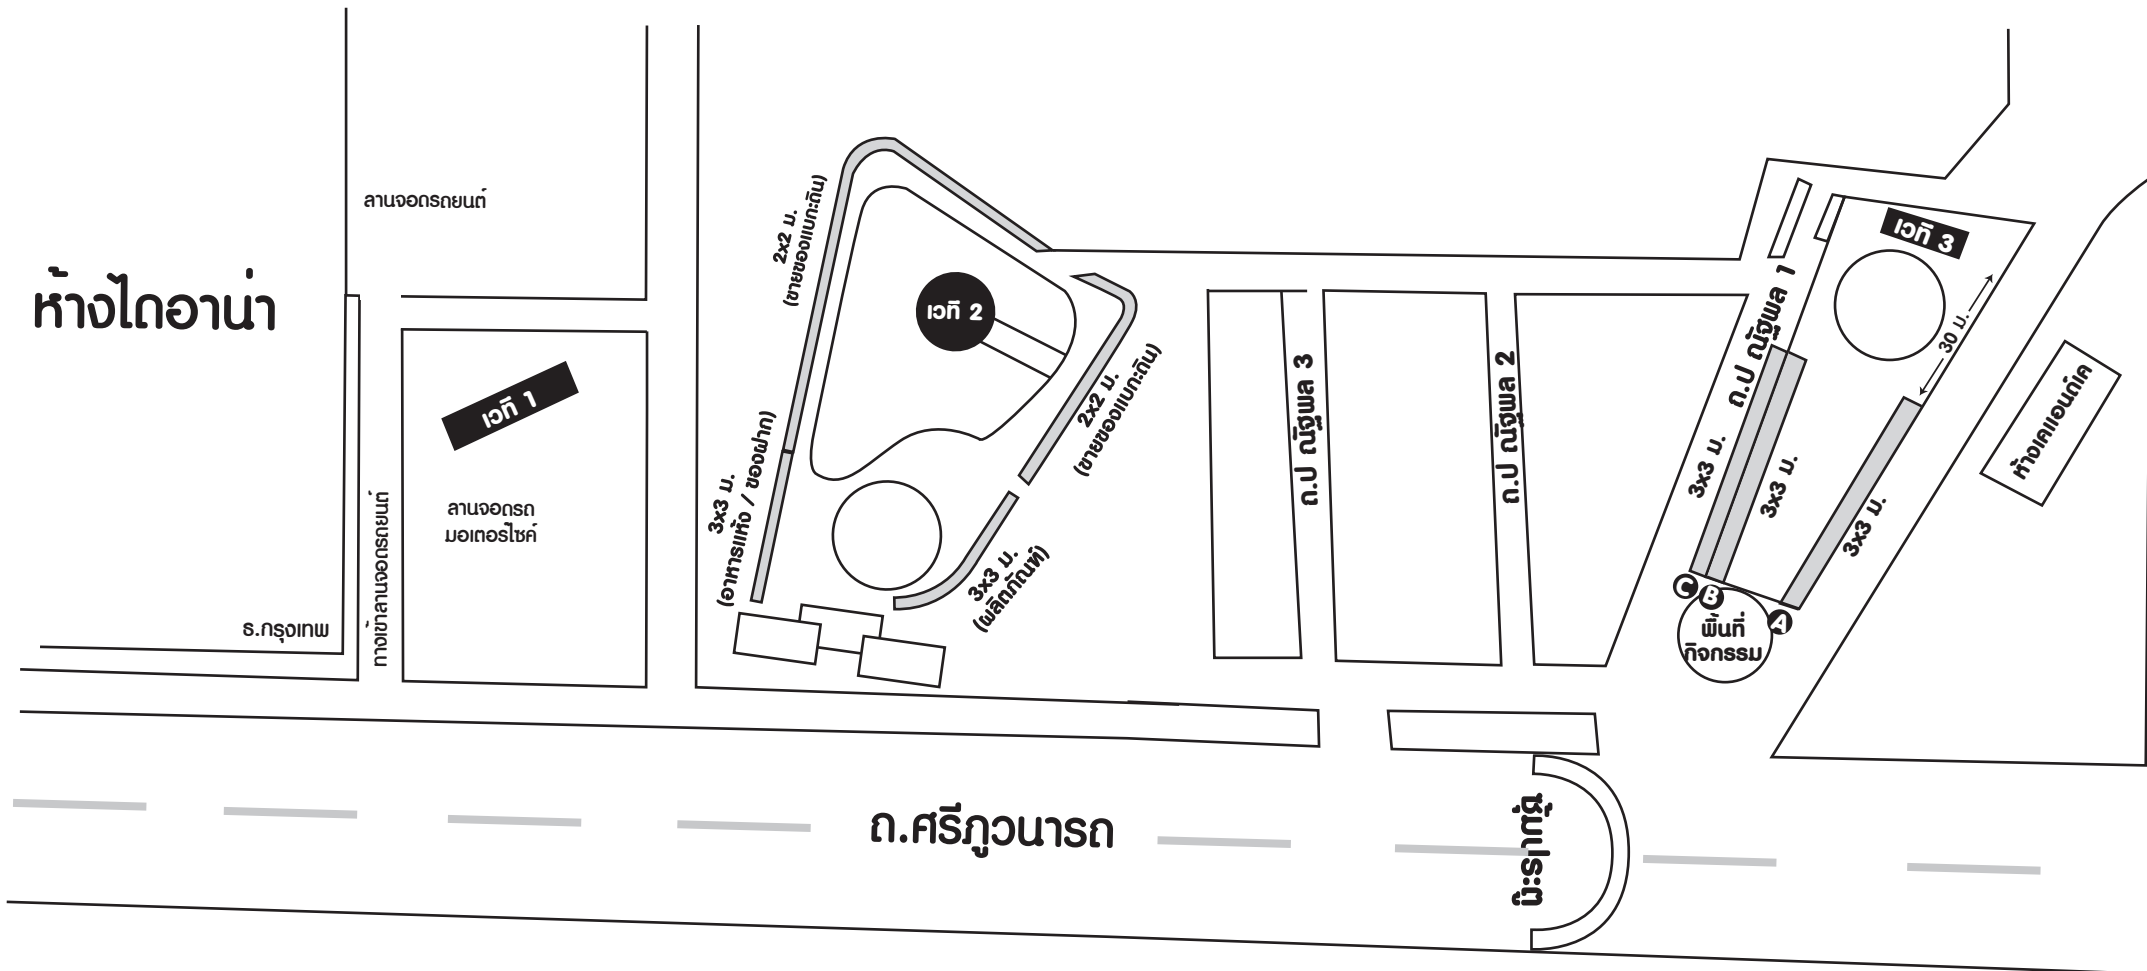 ห้างไดอาน่า
ลานจอดรถยนต์
เวที 1
ลานจอดรถ
มอเตอร์ไซค์
ทางเข้าลานจอดรถยนต์
ธ.กรุงเทพ
2x2 ม.
(ขายของแบกะดิน)
เวที 2
3x3 ม.
(อาหารแห้ง / ของฝาก)
2x2 ม.
(ขายของแบกะดิน)
3x3 ม.
(ผลิตภัณฑ์)
ถ.ป ณัฐพล 3
ถ.ป ณัฐพล 2
ถ.ป ณัฐพล 1
เวที 3
30 ม.
3x3 ม.
3x3 ม.
3x3 ม.
ห้างเคแอนด์เค
C
B
A
พื้นที่
กิจกรรม
ถ.ศรีภูวนารถ